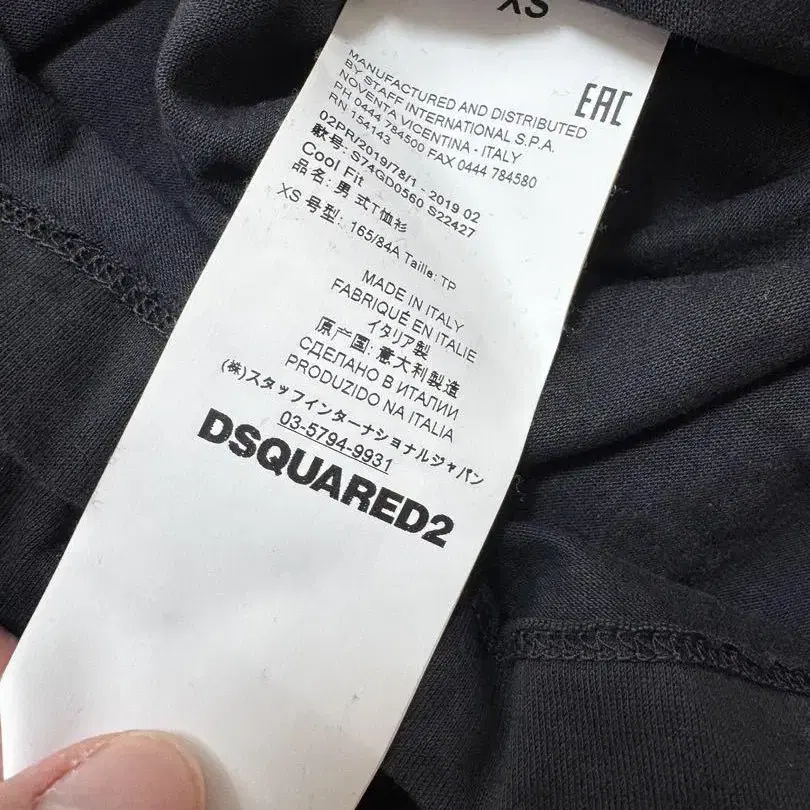 XS
EAC
MANUFACTURED AND DISTRIBUTED
BY STAFF INTERNATIONAL S.P.A.
NOVENTA VICENTINA - ITALY
PH 0444 784500 FAX 0444 784580
RN 154143
02PR/2019/78/1 - 2019 02
款号: S74GD0560 S22427
Cool Fit
品名: 男式T恤衫
XS 号型: 165/84A Taille: TP
MADE IN ITALY
FABRIQUÉ EN ITALIE
イタリア製
原产国: 意大利製造
СДЕЛАНО В ИТАЛИИ
PRODUZIDO NA ITALIA
(株)スタッフインターナショナルジャパン
03-5794-9931
DSQUARED2